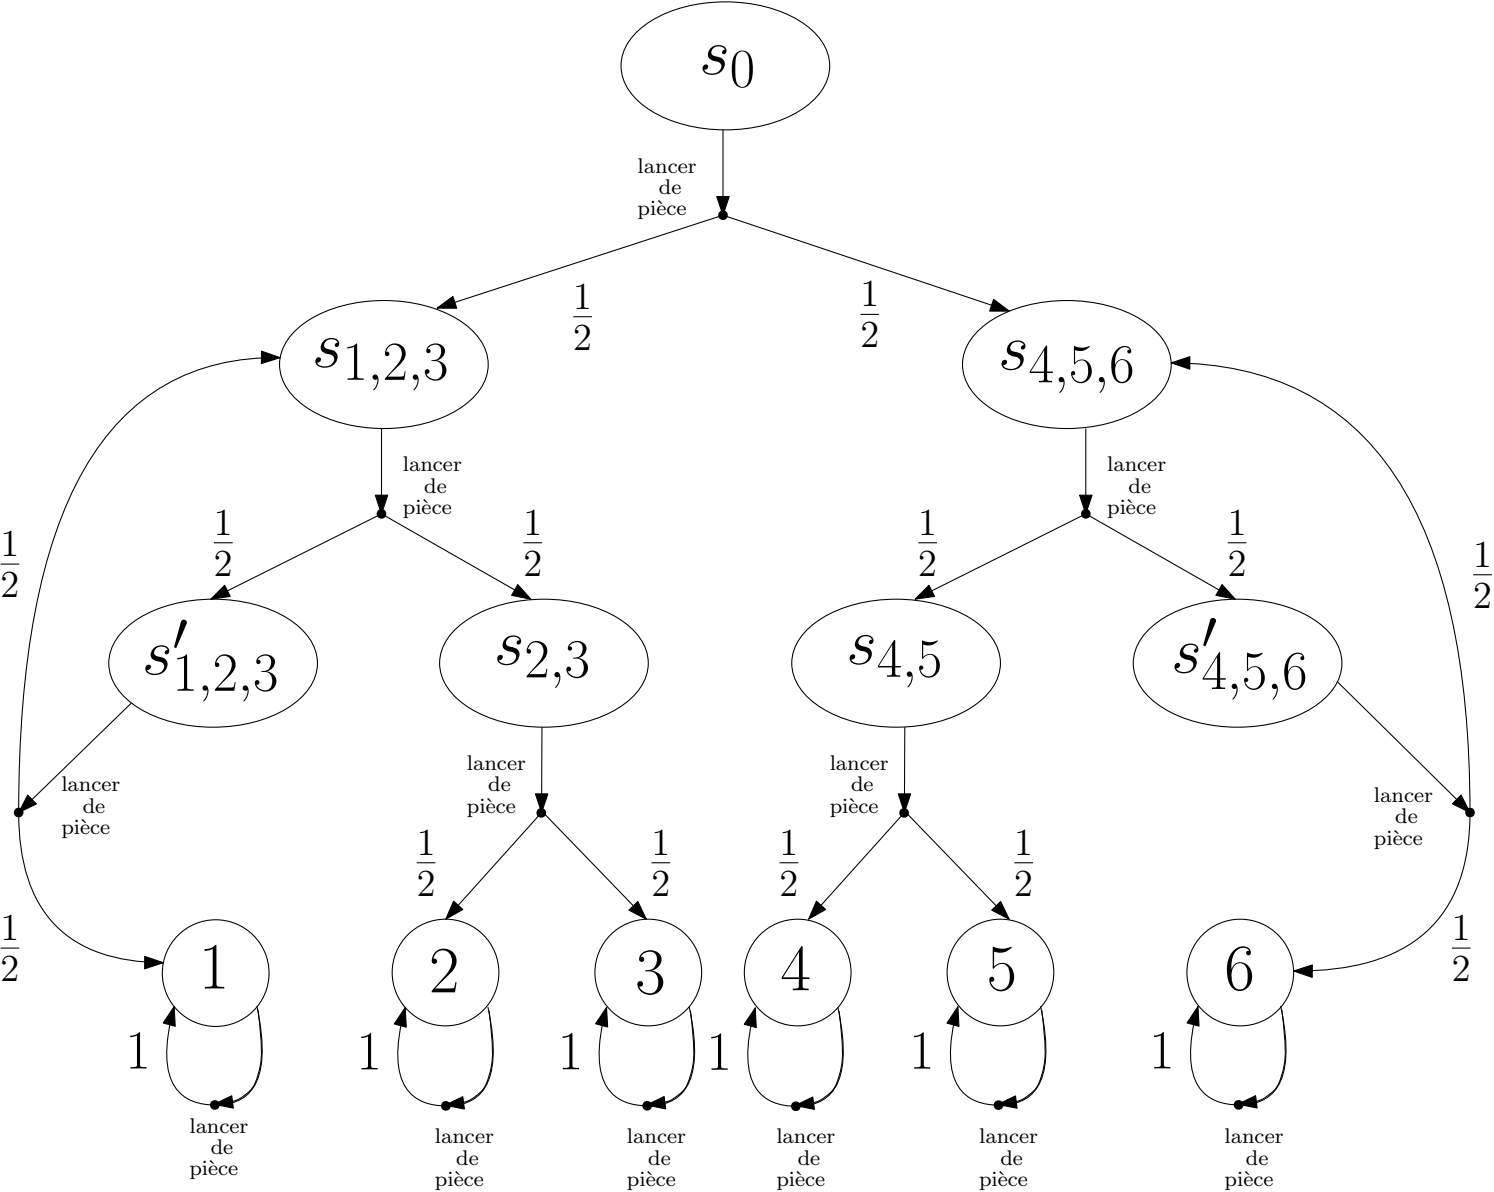 s0
lancer
de
pièce
1/2 1/2
s1,2,3 s4,5,6
lancer
de
pièce
lancer
de
pièce
1/2 1/2 1/2 1/2 1/2 1/2
s′1,2,3 s2,3 s4,5 s′4,5,6
lancer
de
pièce
lancer
de
pièce
lancer
de
pièce
lancer
de
pièce
1/2 1/2 1/2 1/2 1/2 1/2
1 2 3 4 5 6
1 1 1 1 1 1
lancer
de
pièce
lancer
de
pièce
lancer
de
pièce
lancer
de
pièce
lancer
de
pièce
lancer
de
pièce